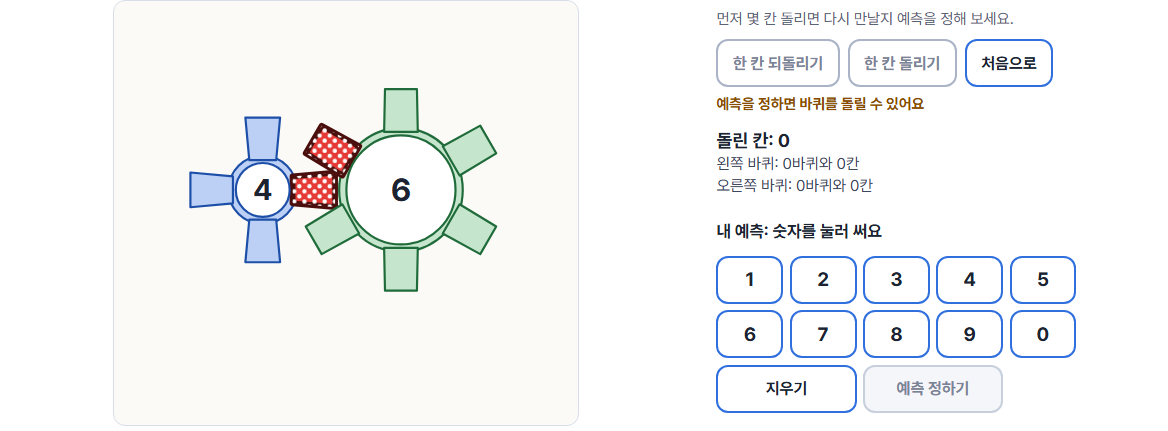 4
6
먼저 몇 칸 돌리면 다시 만날지 예측을 정해 보세요.
한 칸 되돌리기 한 칸 돌리기 처음으로
예측을 정하면 바퀴를 돌릴 수 있어요
돌린 칸: 0
왼쪽 바퀴: 0바퀴와 0칸
오른쪽 바퀴: 0바퀴와 0칸
내 예측: 숫자를 눌러 써요
1 2 3 4 5
6 7 8 9 0
지우기 예측 정하기